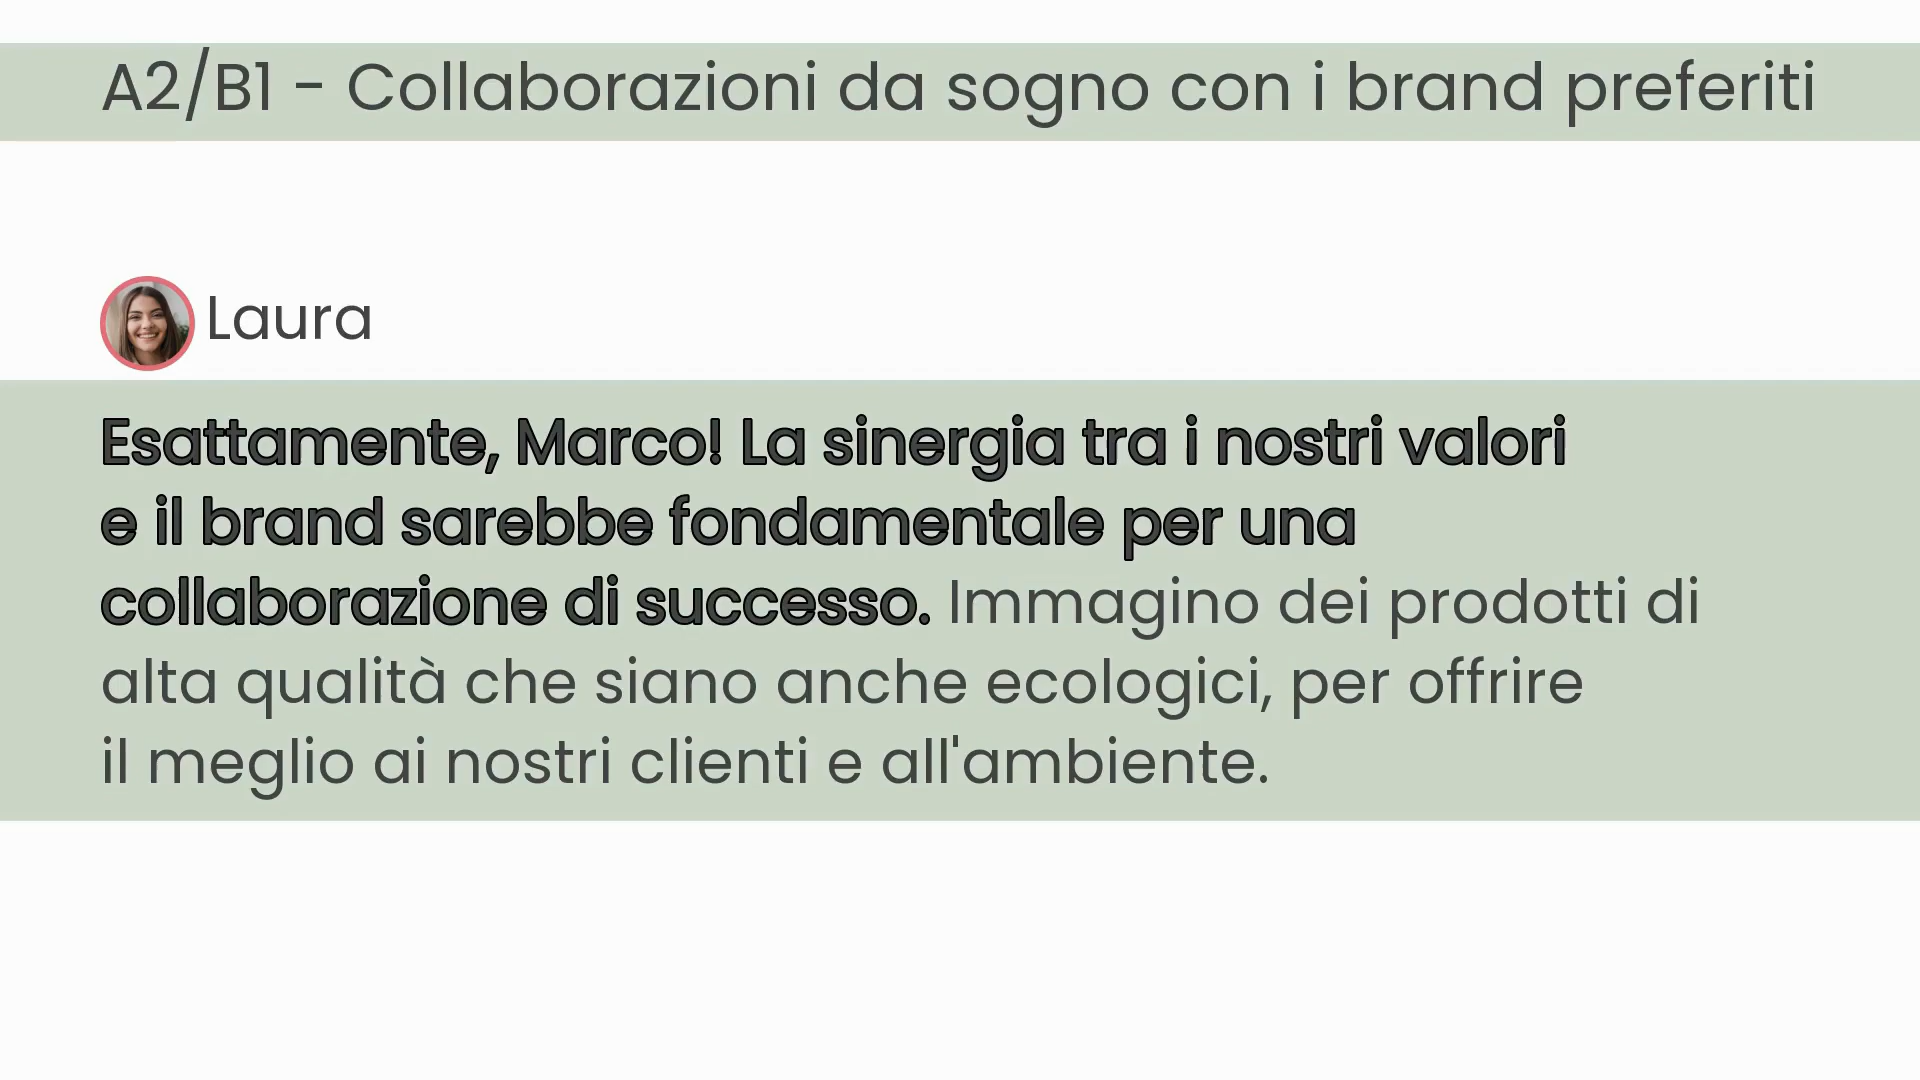 A2/B1 - Collaborazioni da sogno con i brand preferiti
Laura
Esattamente, Marco! La sinergia tra i nostri valori
e il brand sarebbe fondamentale per una
collaborazione di successo. Immagino dei prodotti di
alta qualità che siano anche ecologici, per offrire
il meglio ai nostri clienti e all'ambiente.